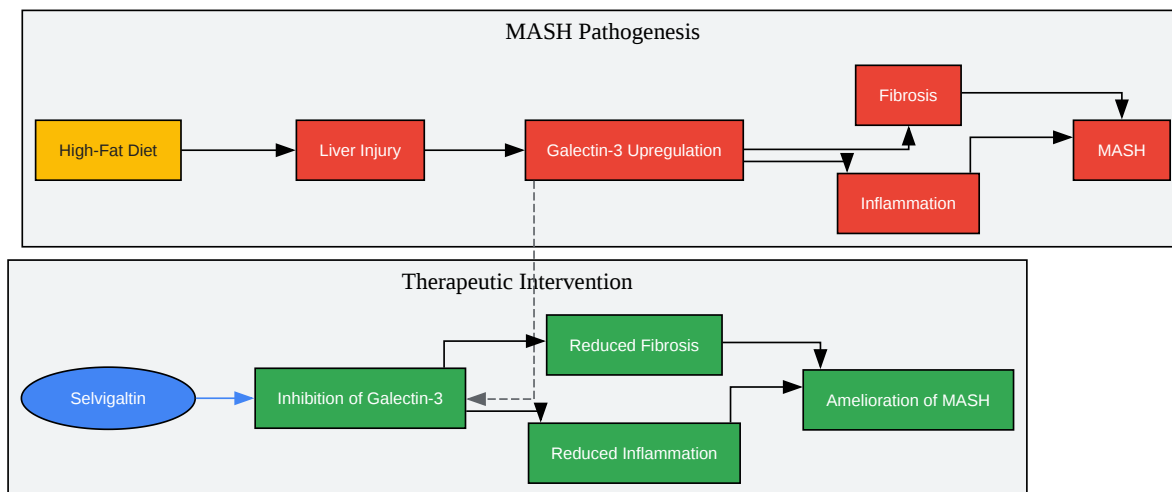 MASH Pathogenesis
Fibrosis
High-Fat Diet
Liver Injury
Galectin-3 Upregulation
MASH
Inflammation
Therapeutic Intervention
Reduced Fibrosis
Selvigaltin
Inhibition of Galectin-3
Amelioration of MASH
Reduced Inflammation